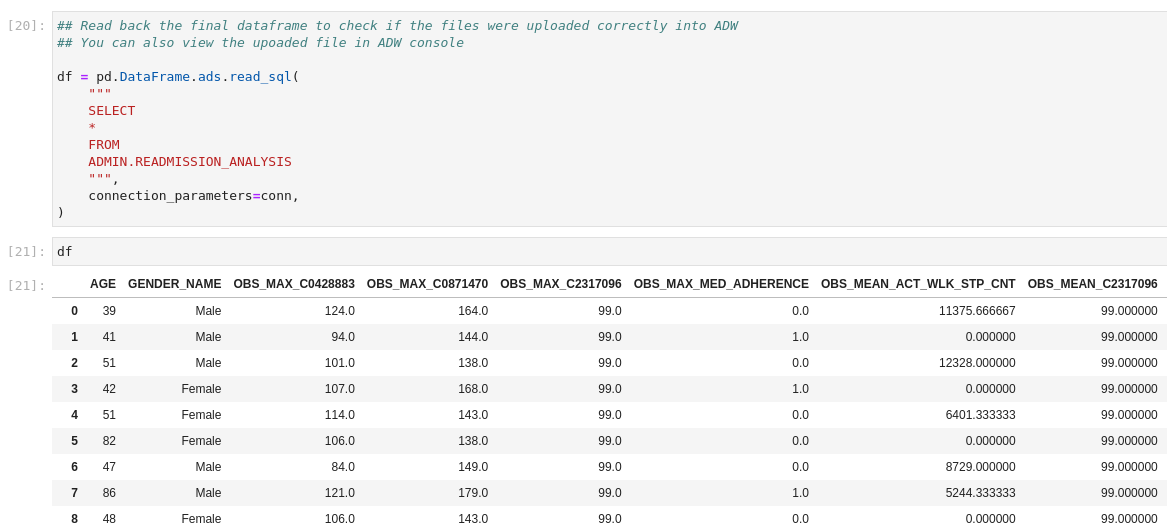 [20]: ## Read back the final dataframe to check if the files were uploaded correctly into ADW
## You can also view the upoaded file in ADW console
df = pd.DataFrame.ads.read_sql(
"""
SELECT
*
FROM
ADMIN.READMISSION_ANALYSIS
""",
connection_parameters=conn,
)
[21]: df
[21]: AGE GENDER_NAME OBS_MAX_C0428883 OBS_MAX_C0871470 OBS_MAX_C2317096 OBS_MAX_MED_ADHERENCE OBS_MEAN_ACT_WLK_STP_CNT OBS_MEAN_C2317096
0 39 Male 124.0 164.0 99.0 0.0 11375.666667 99.000000
1 41 Male 94.0 144.0 99.0 1.0 0.000000 99.000000
2 51 Male 101.0 138.0 99.0 0.0 12328.000000 99.000000
3 42 Female 107.0 168.0 99.0 1.0 0.000000 99.000000
4 51 Female 114.0 143.0 99.0 0.0 6401.333333 99.000000
5 82 Female 106.0 138.0 99.0 0.0 0.000000 99.000000
6 47 Male 84.0 149.0 99.0 0.0 8729.000000 99.000000
7 86 Male 121.0 179.0 99.0 1.0 5244.333333 99.000000
8 48 Female 106.0 143.0 99.0 0.0 0.000000 99.000000